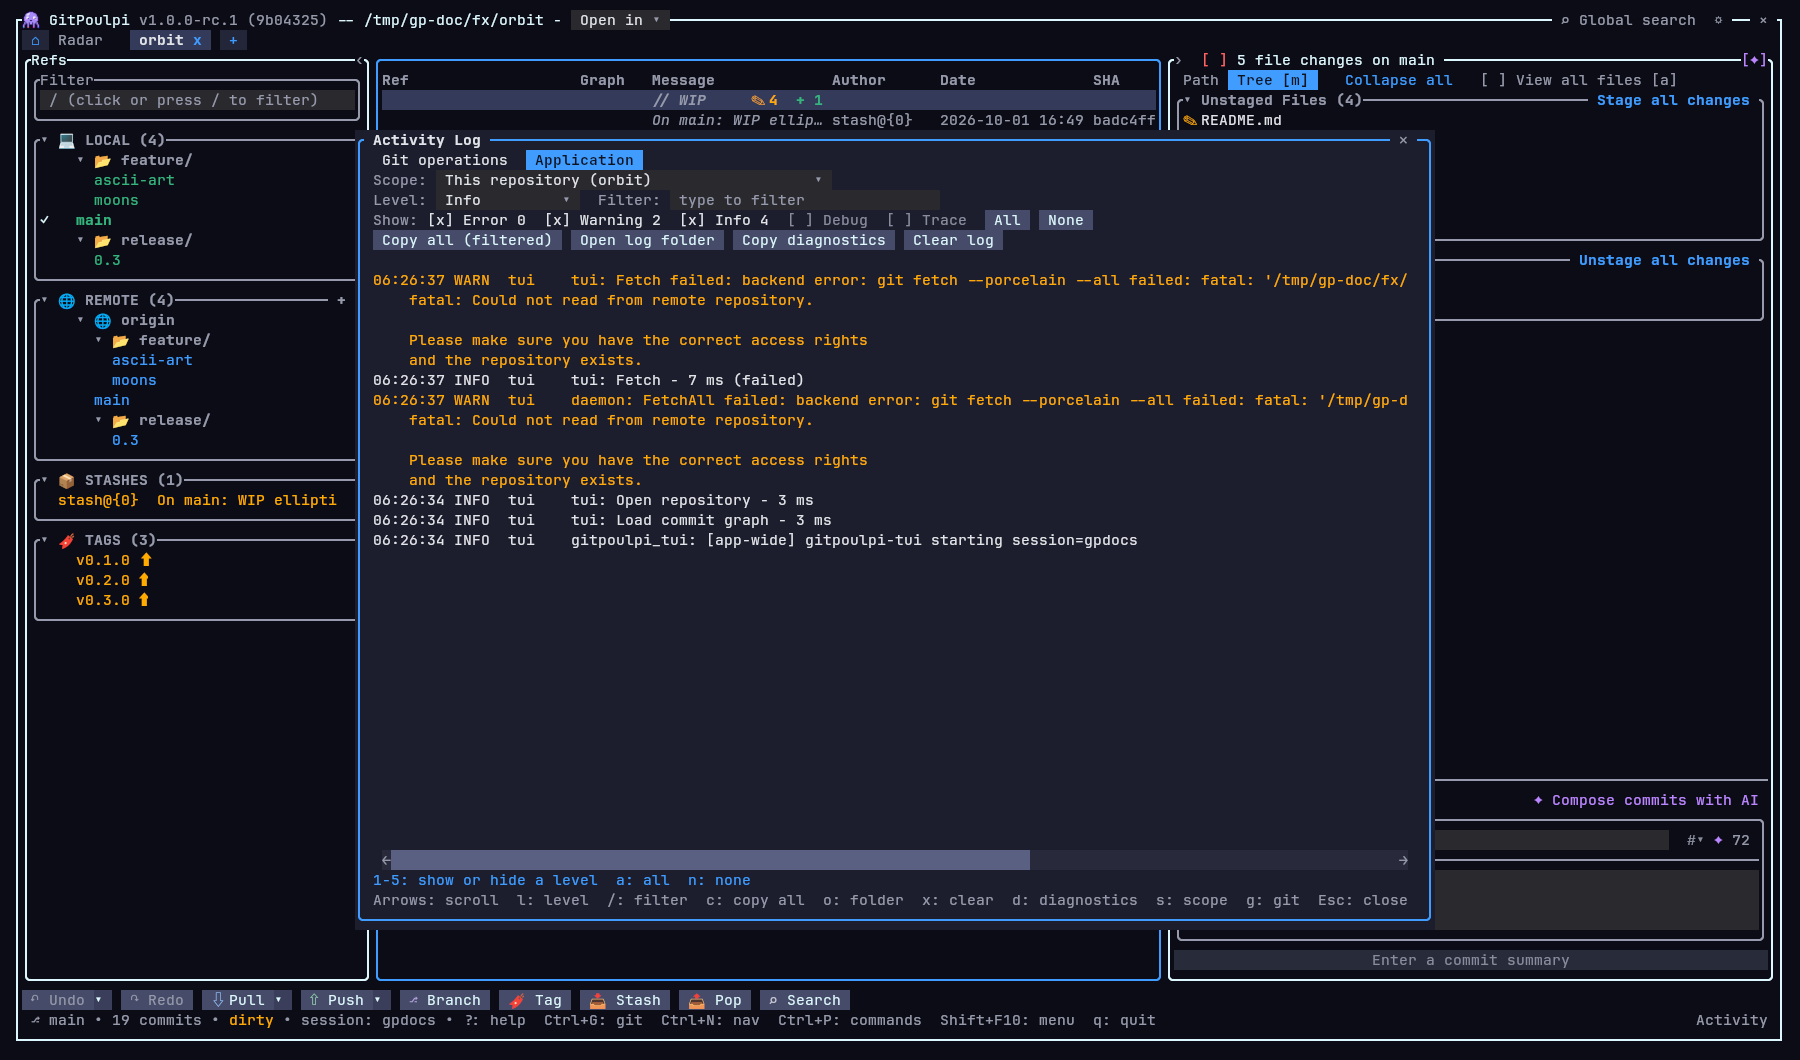 GitPoulpi v1.0.0-rc.1 (9b04325) -- /tmp/gp-doc/fx/orbit - Open in ▾ ⌕ Global search ⚙ ×
⌂ Radar orbit x +
Refs
Filter
/ (click or press / to filter)
▾ LOCAL (4)
▾ feature/
ascii-art
moons
✓ main
▾ release/
0.3
▾ REMOTE (4) +
▾ origin
▾ feature/
ascii-art
moons
main
▾ release/
0.3
▾ STASHES (1)
stash@{0} On main: WIP ellipti
▾ TAGS (3)
v0.1.0 ⬆
v0.2.0 ⬆
v0.3.0 ⬆
Ref Graph Message Author Date SHA
// WIP ✎ 4 + 1
On main: WIP ellip… stash@{0} 2026-10-01 16:49 badc4ff
› [ ] 5 file changes on main [✦]
Path Tree [m] Collapse all [ ] View all files [a]
▾ Unstaged Files (4) Stage all changes
✎ README.md
Unstage all changes
✦ Compose commits with AI
#▾ ✦ 72
Enter a commit summary
Activity Log ×
Git operations Application
Scope: This repository (orbit) ▾
Level: Info ▾ Filter: type to filter
Show: [x] Error 0 [x] Warning 2 [x] Info 4 [ ] Debug [ ] Trace All None
Copy all (filtered) Open log folder Copy diagnostics Clear log
06:26:37 WARN tui tui: Fetch failed: backend error: git fetch --porcelain --all failed: fatal: '/tmp/gp-doc/fx/
fatal: Could not read from remote repository.
Please make sure you have the correct access rights
and the repository exists.
06:26:37 INFO tui tui: Fetch - 7 ms (failed)
06:26:37 WARN tui daemon: FetchAll failed: backend error: git fetch --porcelain --all failed: fatal: '/tmp/gp-d
fatal: Could not read from remote repository.
Please make sure you have the correct access rights
and the repository exists.
06:26:34 INFO tui tui: Open repository - 3 ms
06:26:34 INFO tui tui: Load commit graph - 3 ms
06:26:34 INFO tui gitpoulpi_tui: [app-wide] gitpoulpi-tui starting session=gpdocs
1-5: show or hide a level a: all n: none
Arrows: scroll l: level /: filter c: copy all o: folder x: clear d: diagnostics s: scope g: git Esc: close
↶ Undo ▾ ↷ Redo ⇩ Pull ▾ ⇧ Push ▾ ⎇ Branch Tag Stash Pop ⌕ Search
⎇ main • 19 commits • dirty • session: gpdocs • ?: help Ctrl+G: git Ctrl+N: nav Ctrl+P: commands Shift+F10: menu q: quit Activity